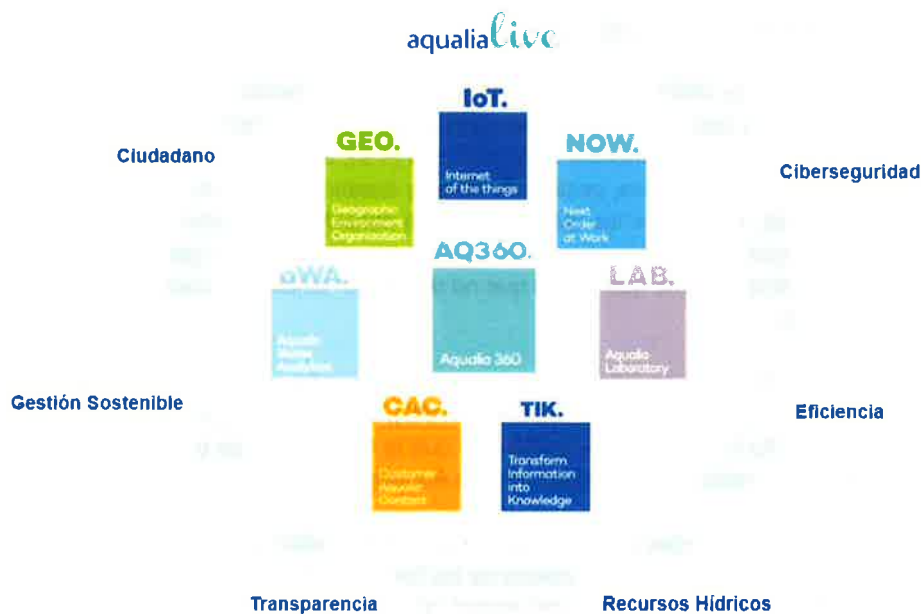 aqualia live
IoT.
GEO.
NOW.
Ciudadano
Ciberseguridad
Internet
of the things
Geographic
Environment
Organization
Next
Order
at Work
AQ360.
aWA.
LAB.
Aqualia
Water
Analytics
Aqualia 360
Aqualia
Laboratory
Gestión Sostenible
Eficiencia
CAC.
TIK.
Customer
Aqualia
Contact
Transform
Information
into
Knowledge
Transparencia
Recursos Hídricos